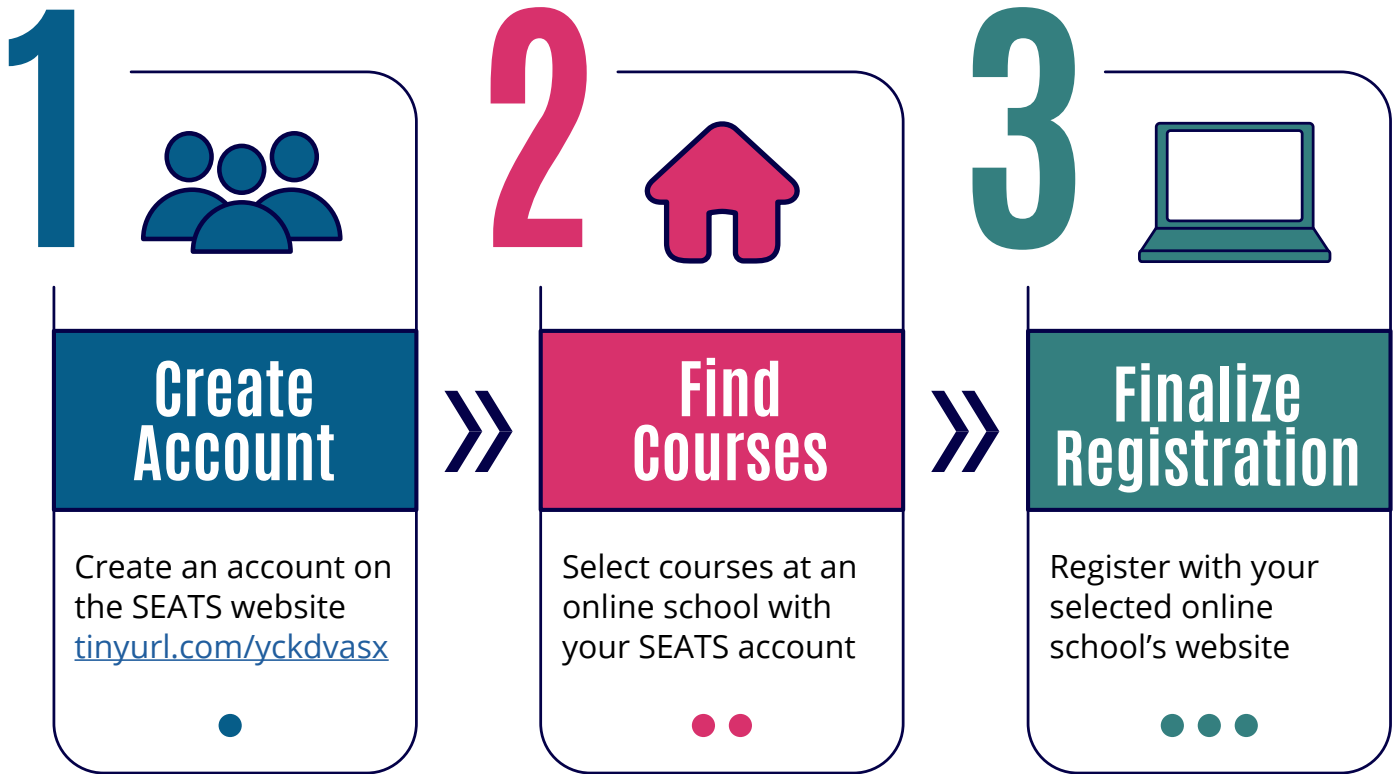 1
Create
Account
Create an account on
the SEATS website
tinyurl.com/yckdvasx
2
Find
Courses
Select courses at an
online school with
your SEATS account
3
Finalize
Registration
Register with your
selected online
school’s website